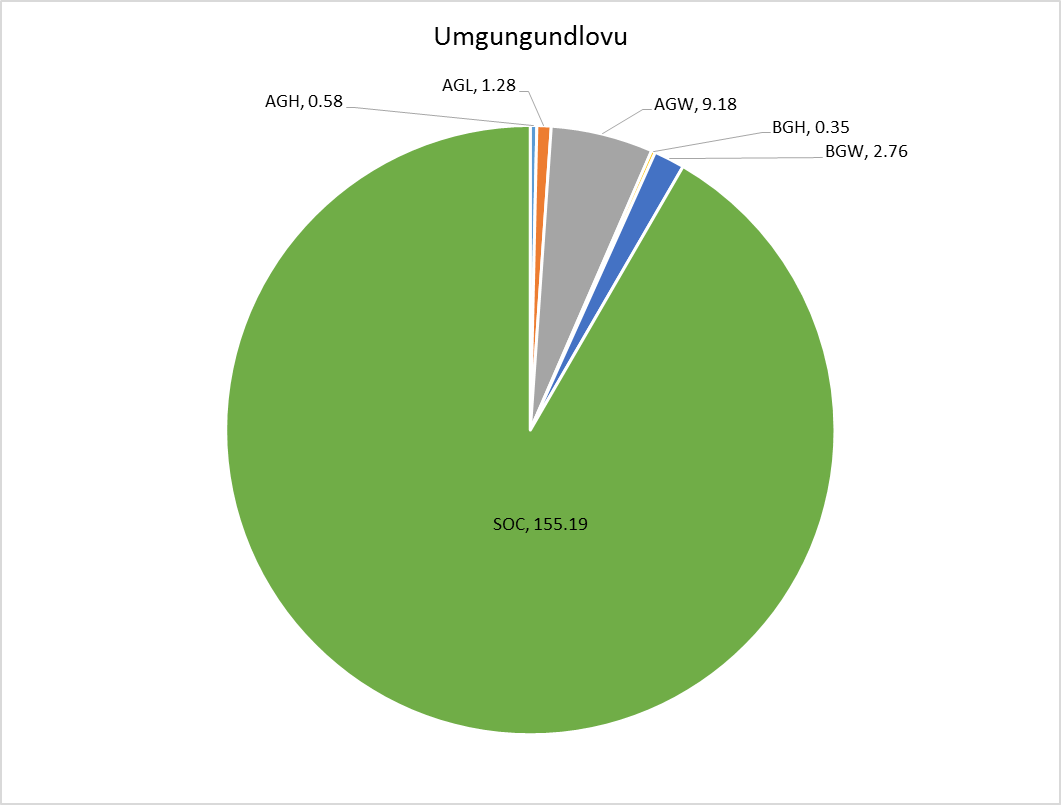 Umgungundlovu
AGL, 1.28
AGH, 0.58
AGW, 9.18
BGH, 0.35
BGW, 2.76
SOC, 155.19